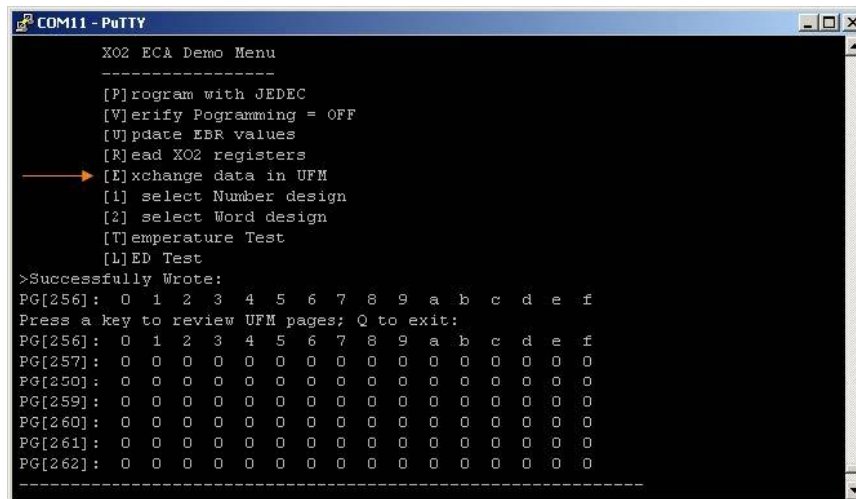 COM11 - PuTTY
XO2 ECA Demo Menu
------------------
[P]rogram with JEDEC
[V]erify Pogramming = OFF
[U]pdate EBR values
[R]ead XO2 registers
[E]xchange data in UFM
[1] select Number design
[2] select Word design
[T]emperature Test
[L]ED Test
>Successfully Wrote:
PG[256]: 0 1 2 3 4 5 6 7 8 9 a b c d e f
Press a key to review UFM pages; Q to exit:
PG[256]: 0 1 2 3 4 5 6 7 8 9 a b c d e f
PG[257]: 0 0 0 0 0 0 0 0 0 0 0 0 0 0 0 0
PG[258]: 0 0 0 0 0 0 0 0 0 0 0 0 0 0 0 0
PG[259]: 0 0 0 0 0 0 0 0 0 0 0 0 0 0 0 0
PG[260]: 0 0 0 0 0 0 0 0 0 0 0 0 0 0 0 0
PG[261]: 0 0 0 0 0 0 0 0 0 0 0 0 0 0 0 0
PG[262]: 0 0 0 0 0 0 0 0 0 0 0 0 0 0 0 0
----------------------------------------------------------------